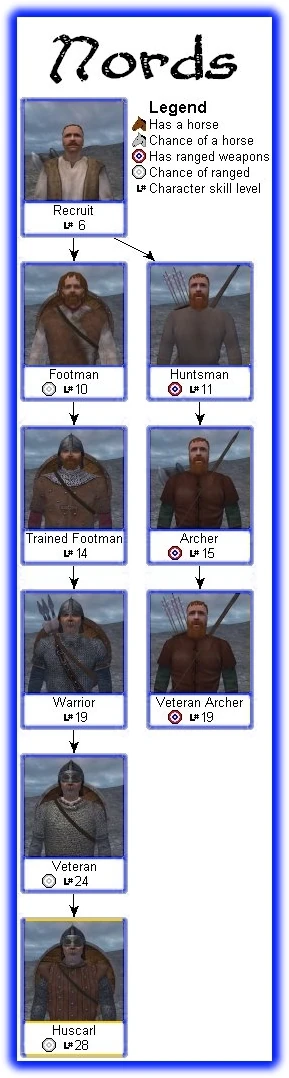 Nords
Legend
Has a horse
Chance of a horse
Has ranged weapons
Chance of ranged
L# Character skill level
Recruit
L# 6
Footman
L# 10
Huntsman
L# 11
Trained Footman
L# 14
Archer
L# 15
Warrior
L# 19
Veteran Archer
L# 19
Veteran
L# 24
Huscarl
L# 28